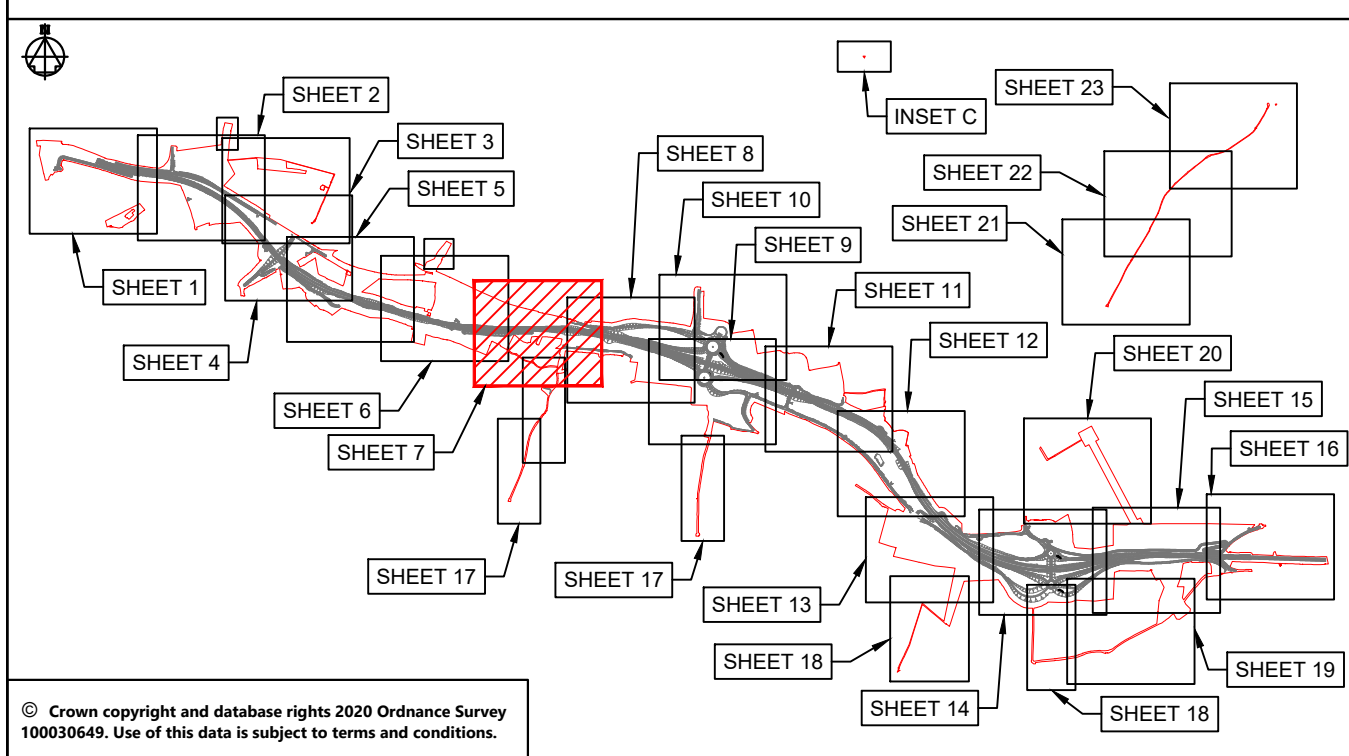 N
SHEET 2
SHEET 3
SHEET 5
SHEET 1
SHEET 4
SHEET 6
SHEET 7
SHEET 8
SHEET 10
SHEET 9
SHEET 11
SHEET 12
INSET C
SHEET 23
SHEET 22
SHEET 21
SHEET 20
SHEET 15
SHEET 16
SHEET 17
SHEET 17
SHEET 13
SHEET 18
SHEET 14
SHEET 18
SHEET 19
© Crown copyright and database rights 2020 Ordnance Survey
100030649. Use of this data is subject to terms and conditions.